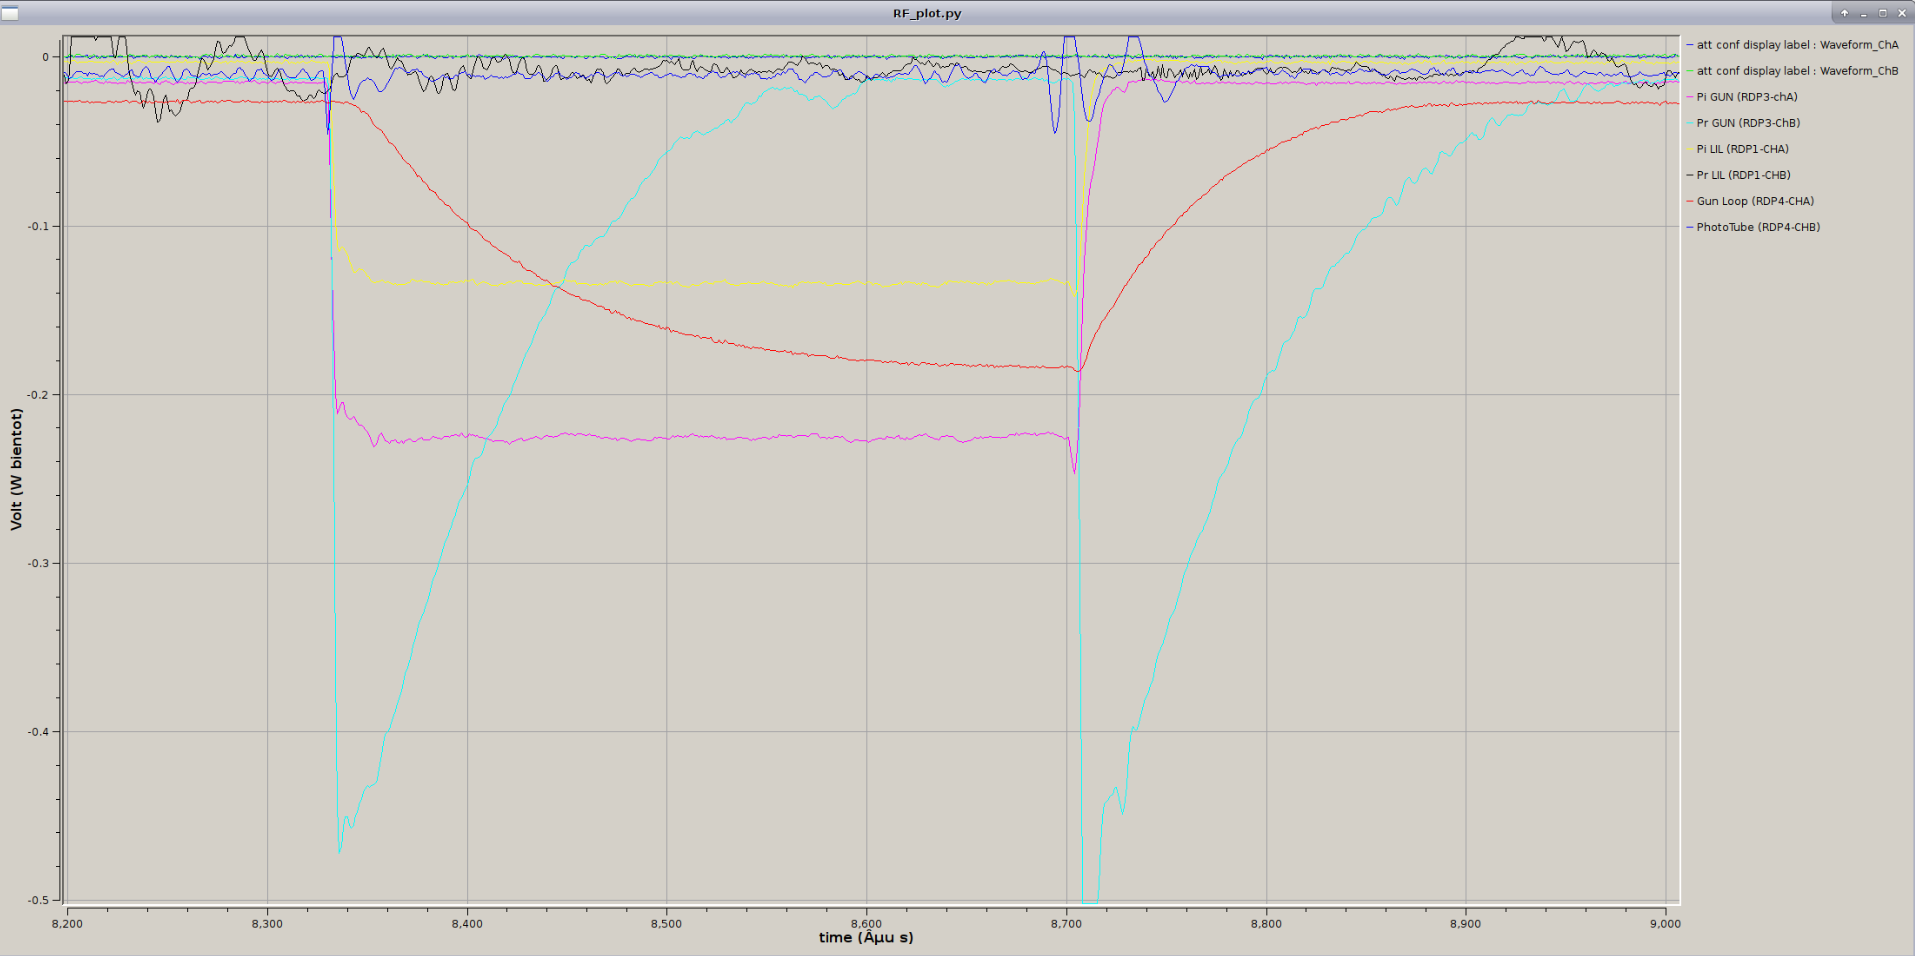 RF_plot.py
0
-0.1
-0.2
-0.3
-0.4
-0.5
Volt (W bientot)
8,200 8,300 8,400 8,500 8,600 8,700 8,800 8,900 9,000
time (Âµu s)
att conf display label : Waveform_ChA
att conf display label : Waveform_ChB
Pi GUN (RDP3-chA)
Pr GUN (RDP3-ChB)
Pi LIL (RDP1-CHA)
Pr LIL (RDP1-CHB)
Gun Loop (RDP4-CHA)
PhotoTube (RDP4-CHB)